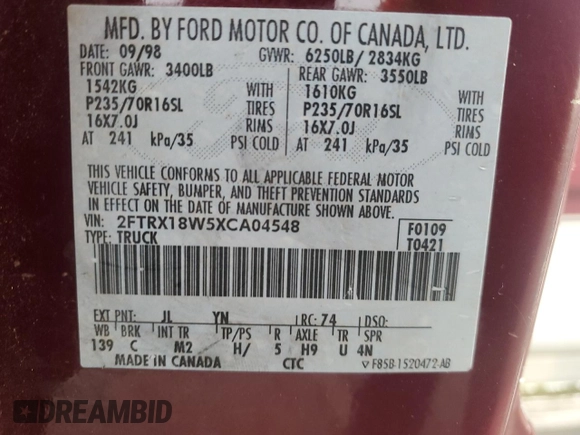 MFD. BY FORD MOTOR CO. OF CANADA, LTD.
DATE: 09/98 GVWR: 6250LB/ 2834KG
FRONT GAWR: 3400LB REAR GAWR: 3550LB
1542KG WITH 1610KG WITH
P235/70R16SL TIRES P235/70R16SL TIRES
16X7.0J RIMS 16X7.0J RIMS
AT 241 kPa/35 PSI COLD AT 241 kPa/35 PSI COLD
THIS VEHICLE CONFORMS TO ALL APPLICABLE FEDERAL MOTOR
VEHICLE SAFETY, BUMPER, AND THEFT PREVENTION STANDARDS
IN EFFECT ON THE DATE OF MANUFACTURE SHOWN ABOVE.
VIN: 2FTRX18W5XCA04548 F0109
TYPE: TRUCK T0421
EXT PNT: JL YN RC: 74 DSO:
WB BRK INT TR TP/PS R AXLE TR SPR
139 C M2 H/ 5 H9 U 4N
MADE IN CANADA CTC F85B-1520472-AB
DREAMBID